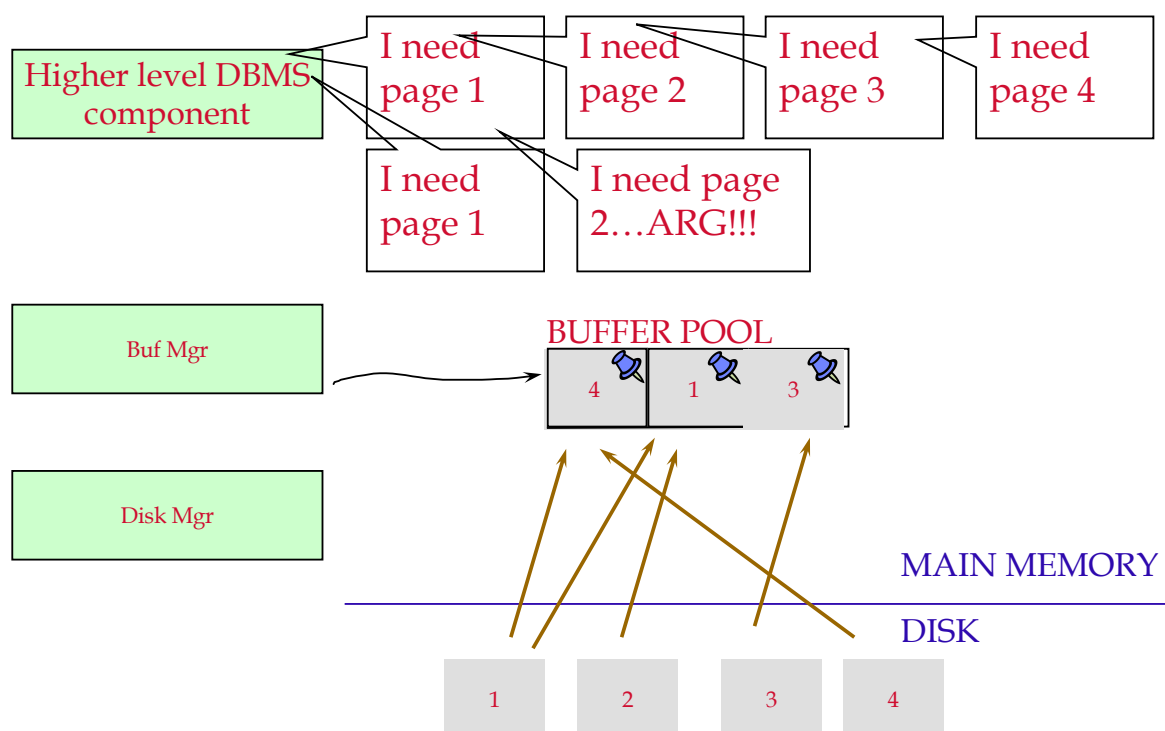 I need
page 1
I need
page 2
I need
page 3
I need
page 4
Higher level DBMS
component
I need
page 1
I need page
2…ARG!!!
BUFFER POOL
Buf Mgr
4
1
3
Disk Mgr
MAIN MEMORY
DISK
1
2
3
4